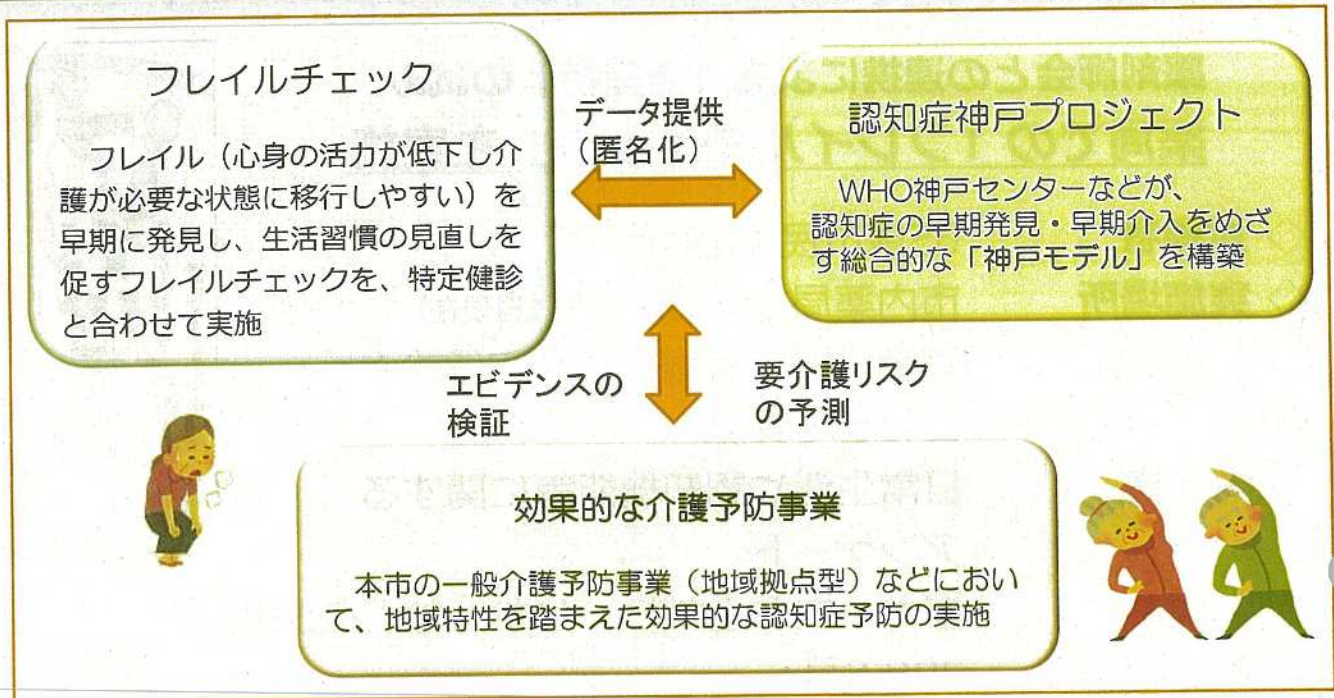 フレイルチェック
フレイル（心身の活力が低下し介
護が必要な状態に移行しやすい）を
早期に発見し、生活習慣の見直しを
促すフレイルチェックを、特定健診
と合わせて実施
データ提供
（匿名化）
認知症神戸プロジェクト
WHO神戸センターなどが、
認知症の早期発見・早期介入をめざ
す総合的な「神戸モデル」を構築
エビデンスの
検証
要介護リスク
の予測
効果的な介護予防事業
本市の一般介護予防事業（地域拠点型）などにおい
て、地域特性を踏まえた効果的な認知症予防の実施